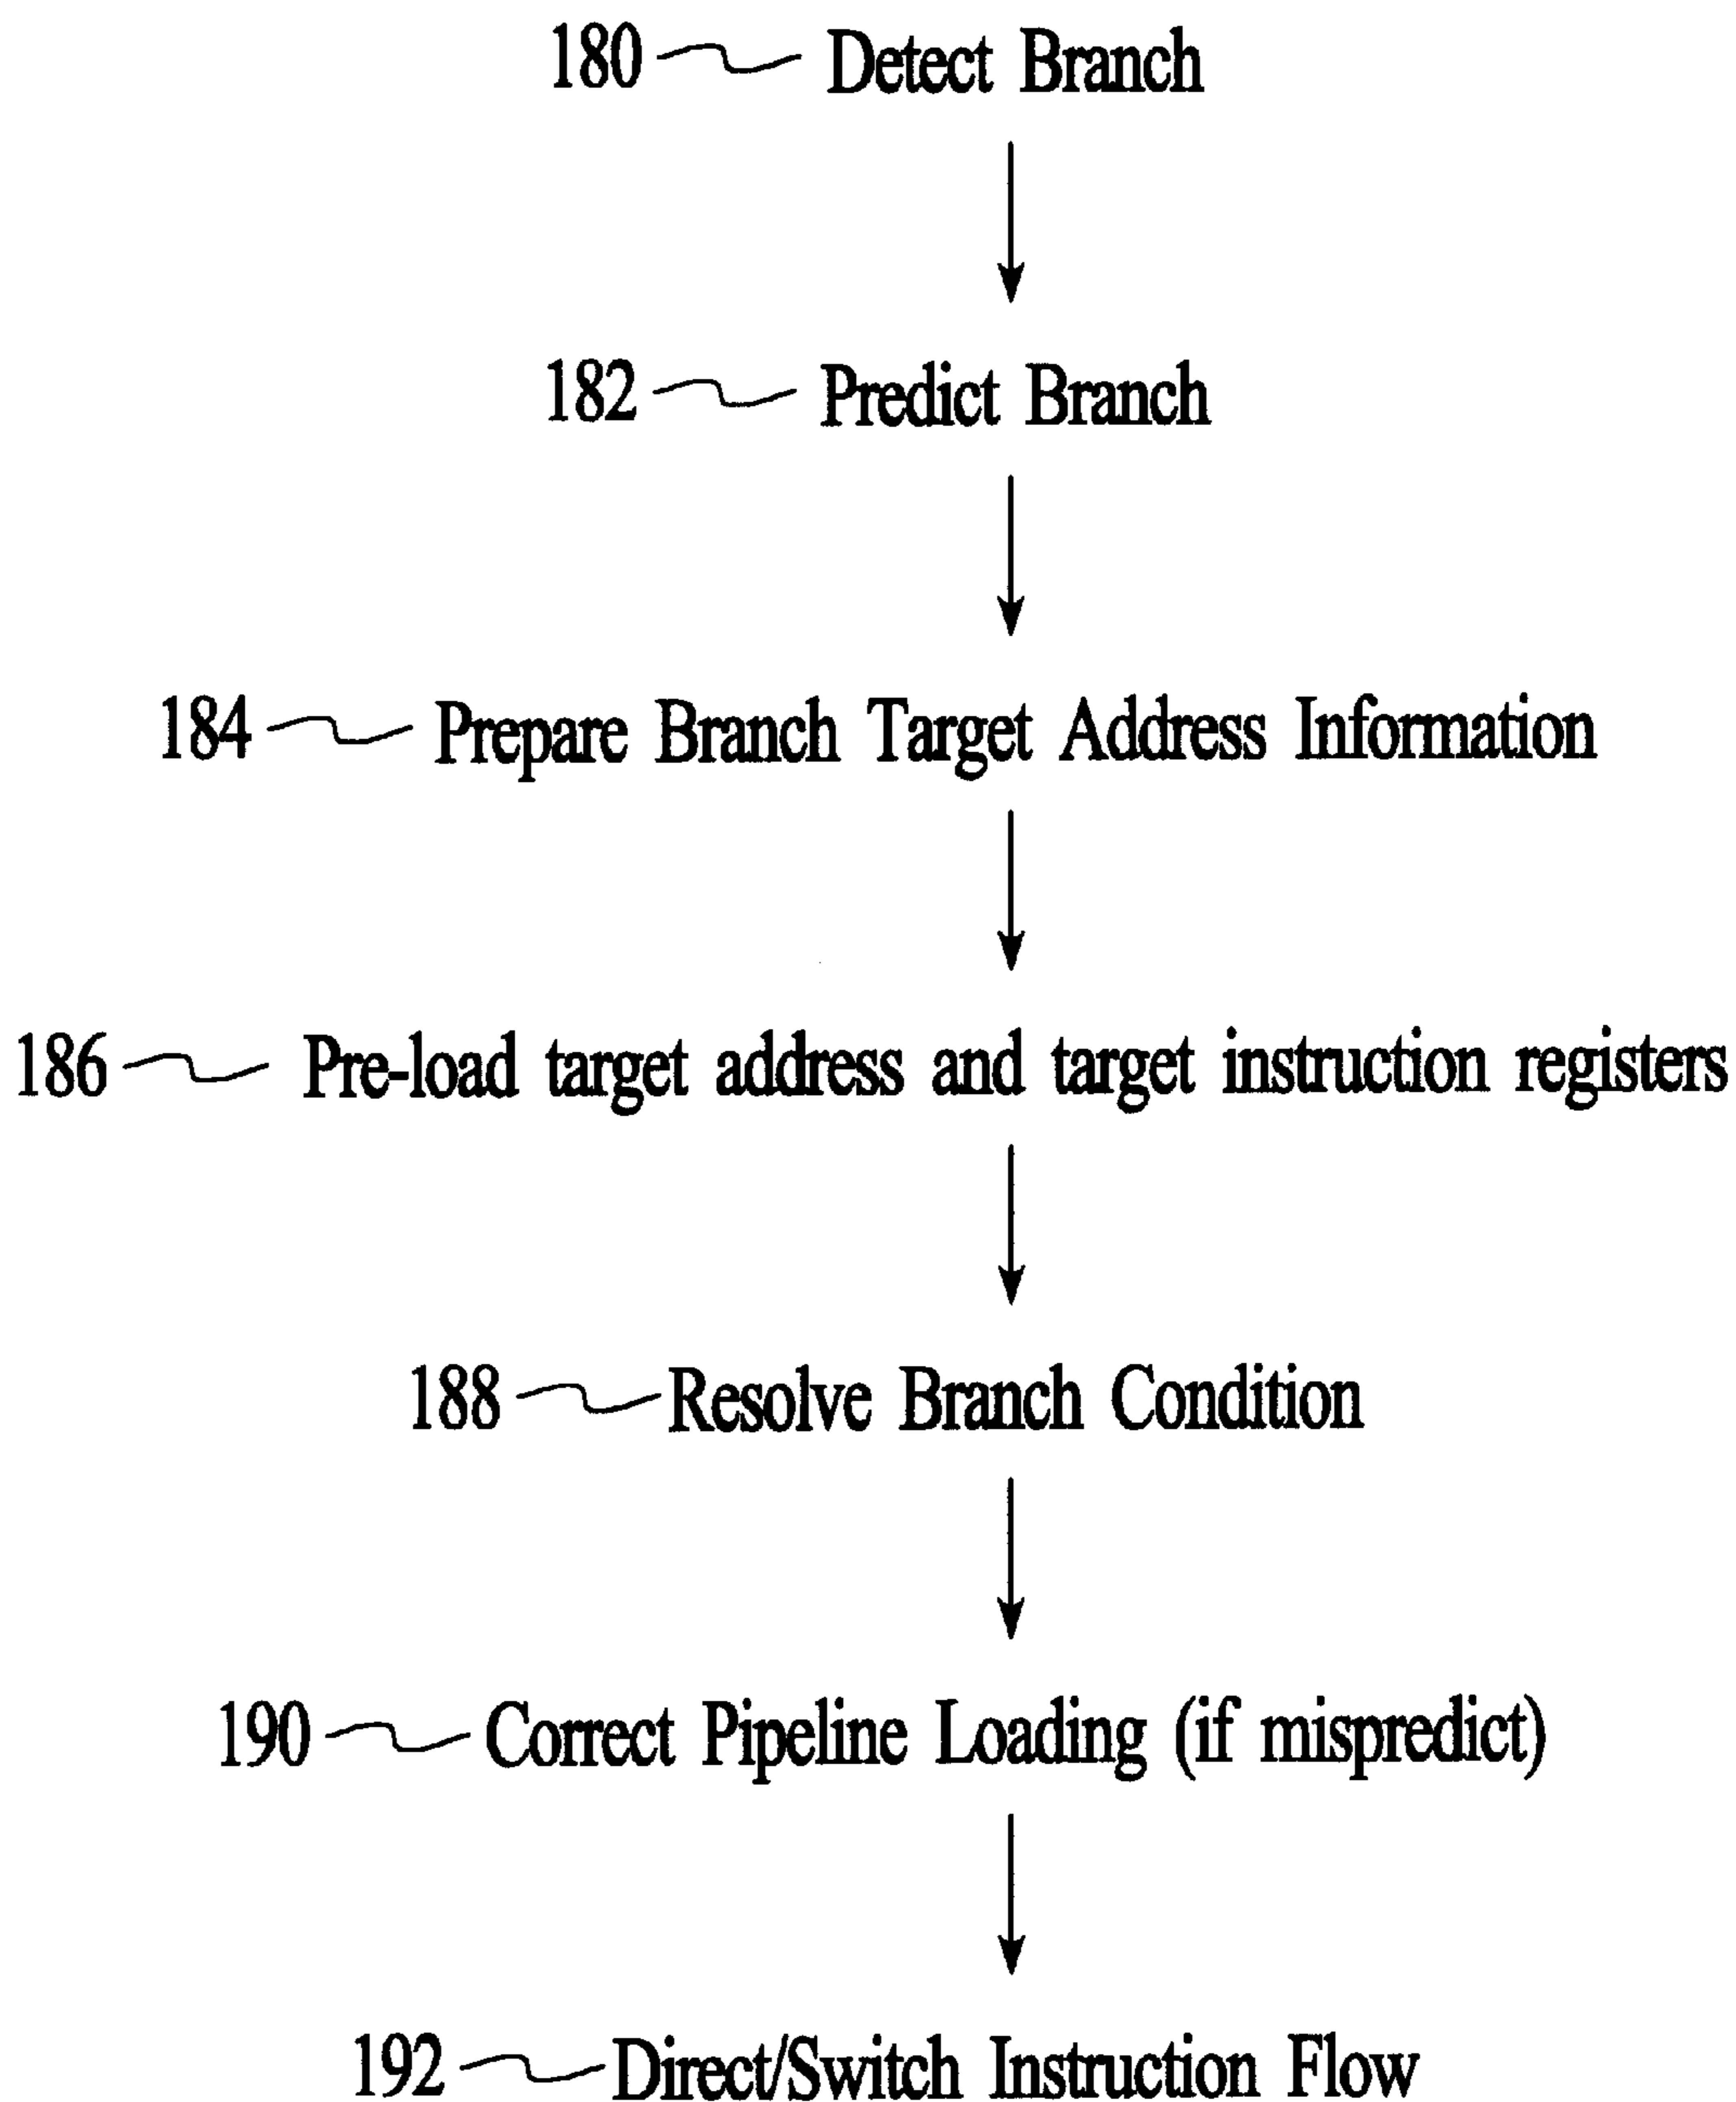 180 Detect Branch
182 Predict Branch
184 Prepare Branch Target Address Information
186 Pre-load target address and target instruction registers
188 Resolve Branch Condition
190 Correct Pipeline Loading (if mispredict)
192 Direct/Switch Instruction Flow